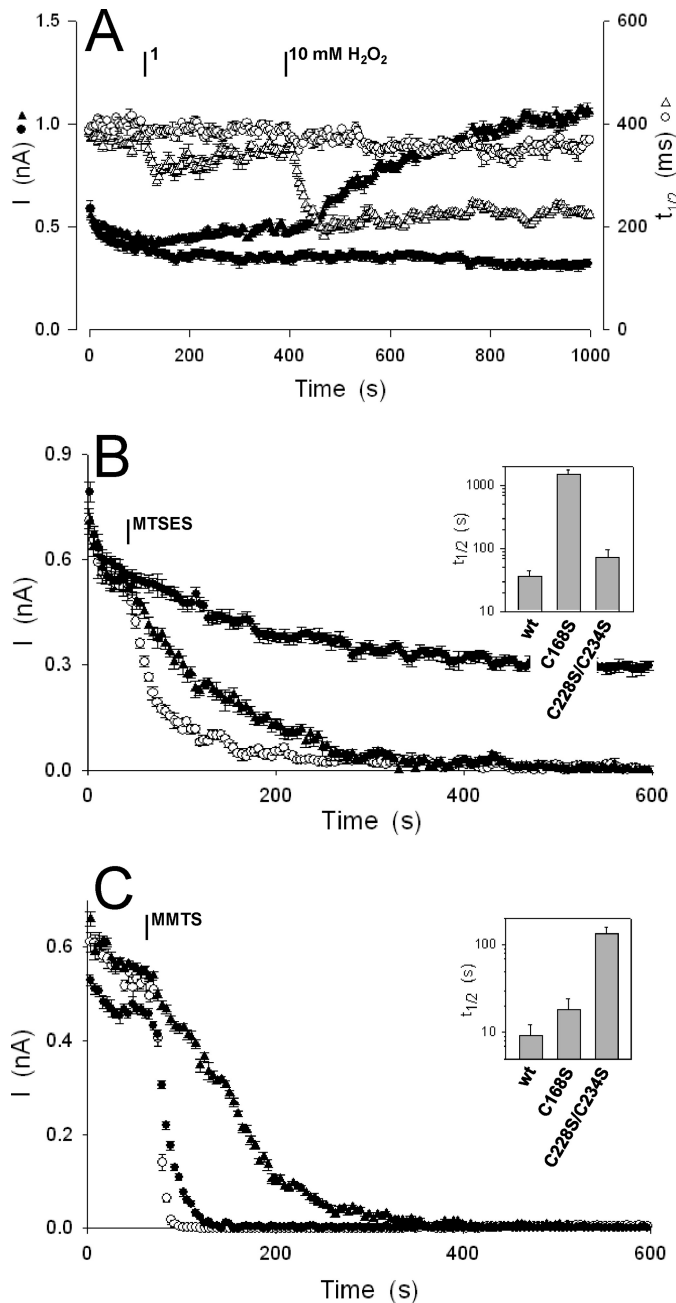 A
1.5
1.0
0.5
0.0
I (nA)
1
10 mM H₂O₂
600
400
200
0
t₁/₂ (ms)
0 200 400 600 800 1000
Time (s)
B
0.9
0.6
0.3
0.0
I (nA)
MTSES
1000
100
10
t₁/₂ (s)
wt
C168S
C228S/C234S
0 200 400 600
Time (s)
C
0.6
0.4
0.2
0.0
I (nA)
MMTS
100
10
t₁/₂ (s)
wt
C168S
C228S/C234S
0 200 400 600
Time (s)